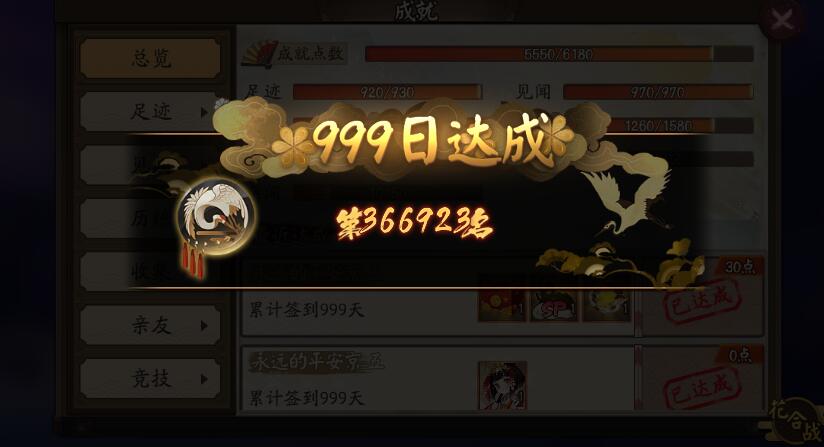 成就
总览
成就点数
5550/6180
足迹
920/930
见闻
970/970
足迹
1260/1580
999日达成
第366923名
30点
累计签到999天
1
SP
1
已达成
亲友
永远的平安京·五
0点
竞技
累计签到999天
已达成
花合战